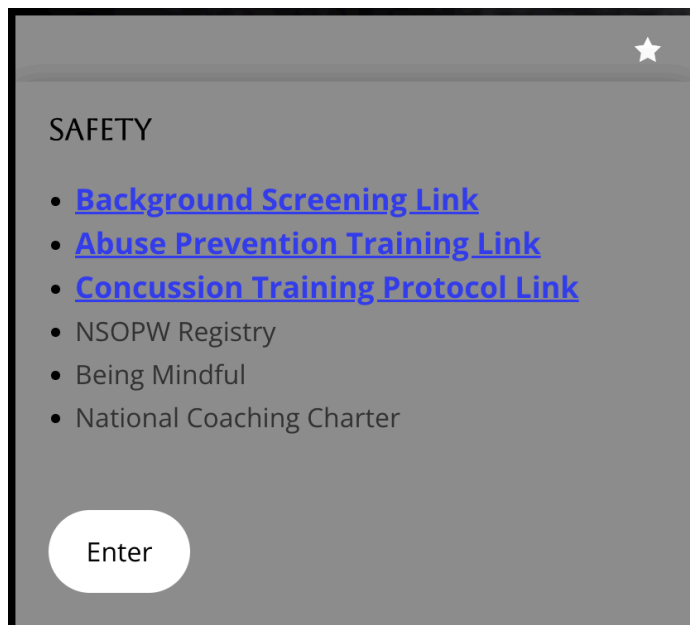 SAFETY
Background Screening Link
Abuse Prevention Training Link
Concussion Training Protocol Link
NSOPW Registry
Being Mindful
National Coaching Charter
Enter